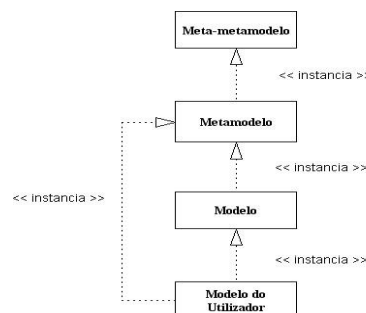 Meta-metamodelo
<< instancia >>
Metamodelo
<< instancia >>
<< instancia >>
Modelo
<< instancia >>
Modelo do
Utilizador